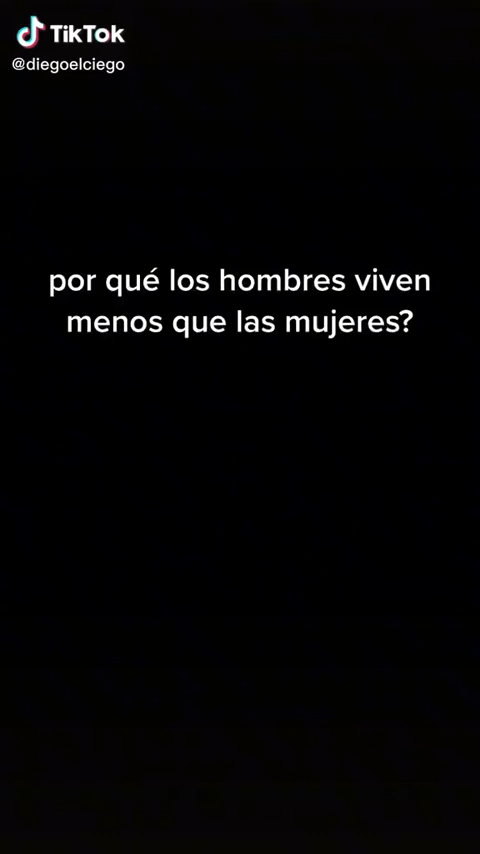 TikTok
@diegoelciego
por qué los hombres viven
menos que las mujeres?